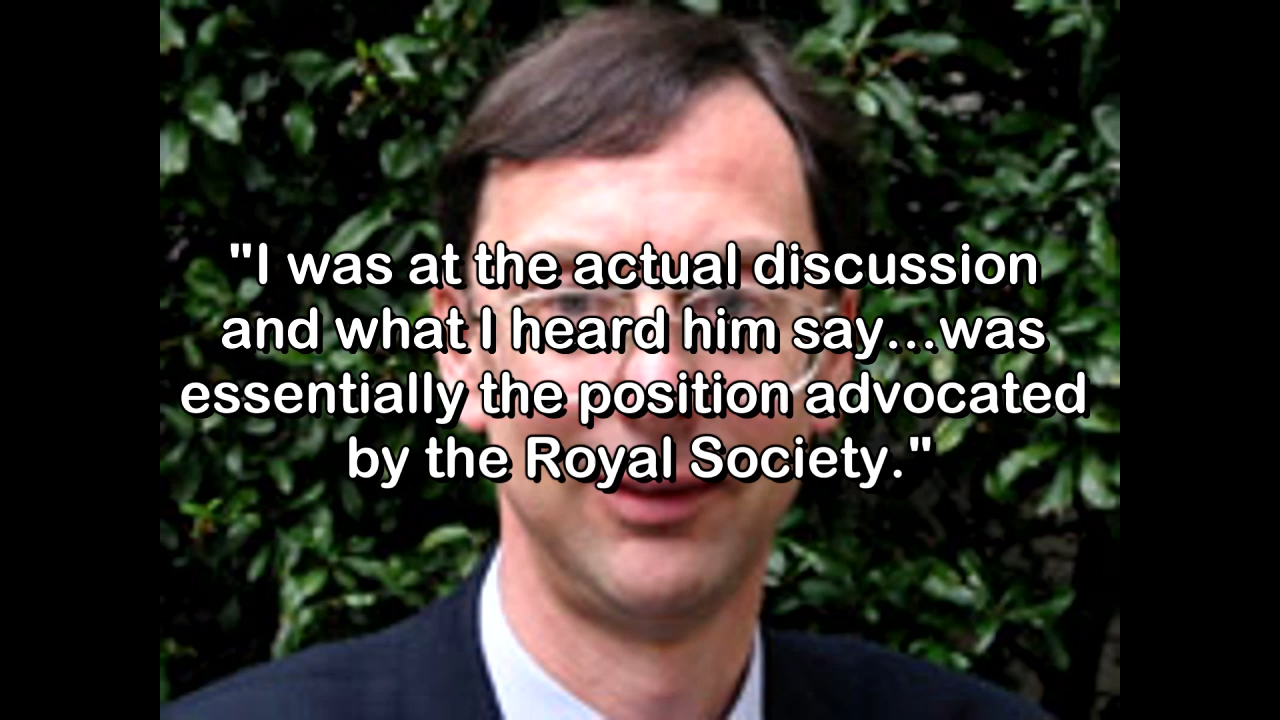 "I was at the actual discussion
and what I heard him say...was
essentially the position advocated
by the Royal Society."